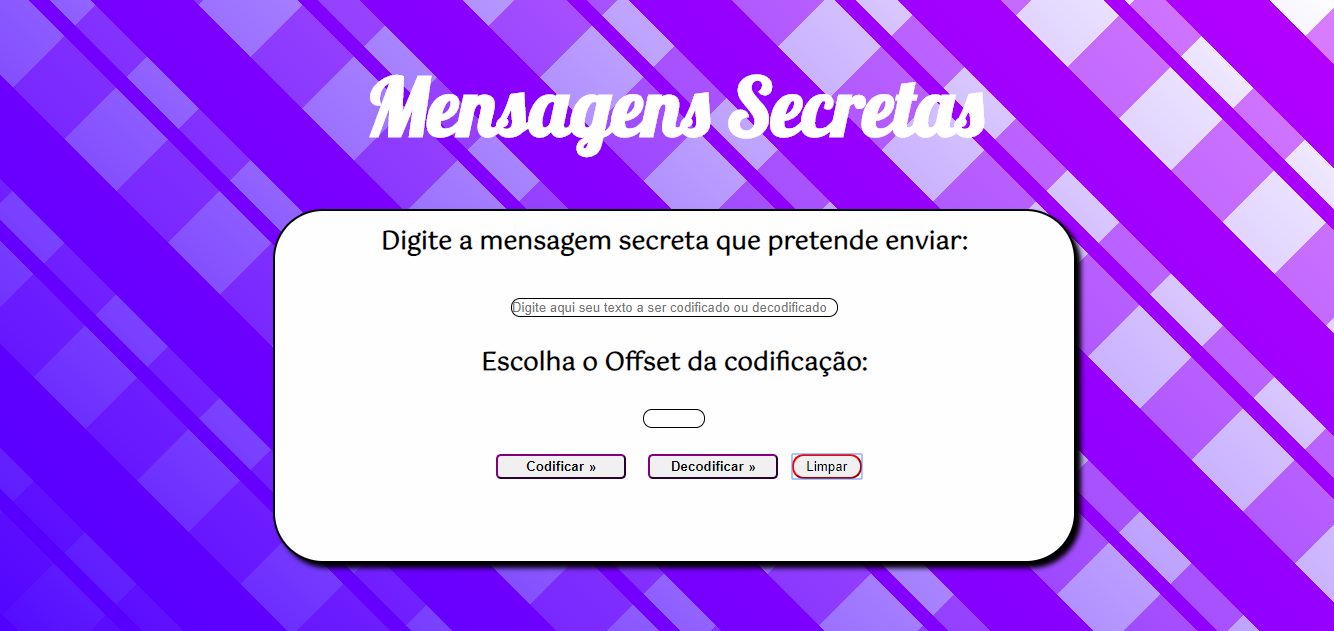 Mensagens Secretas
Digite a mensagem secreta que pretende enviar:
Digite aqui seu texto a ser codificado ou decodificado
Escolha o Offset da codificação:
Codificar » Decodificar » Limpar